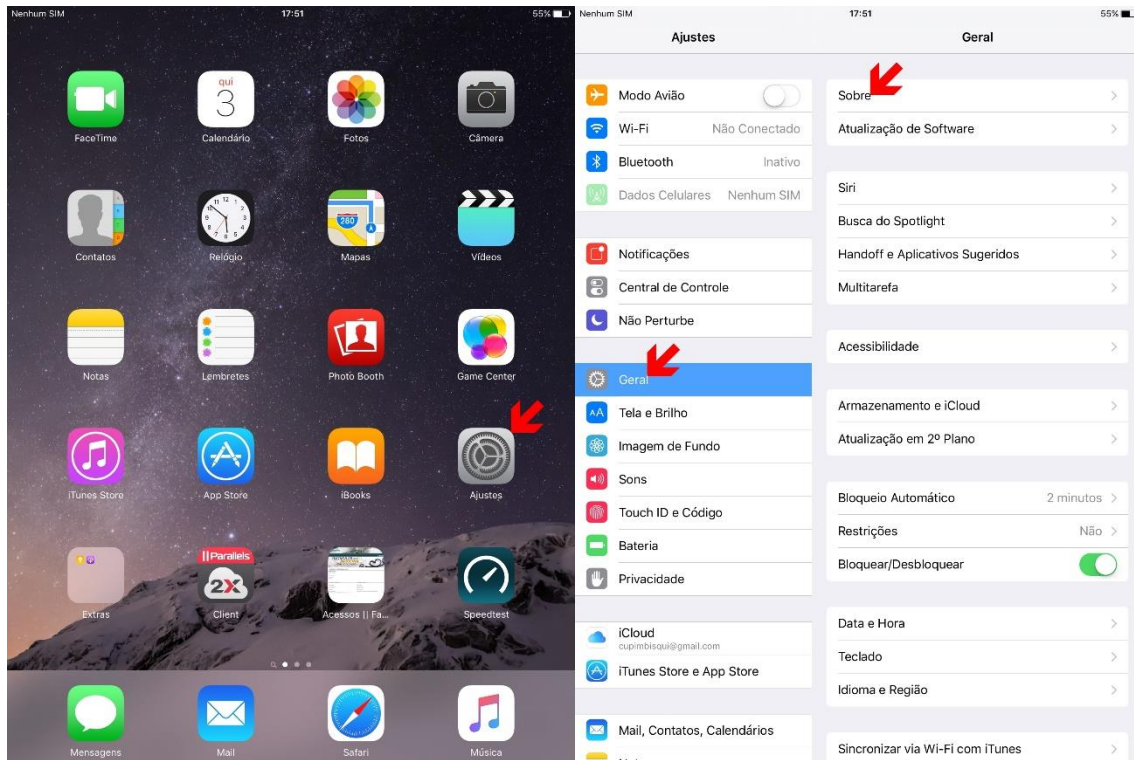 Nenhum SIM 17:51 55%
qui
3
FaceTime Calendário Fotos Câmera
280
Contatos Relógio Mapas Vídeos
Notas Lembretes Photo Booth Game Center
iTunes Store App Store iBooks Ajustes
Parallels
2X
Extras Client Acessos || Fa... Speedtest
Mensagens Mail Safari Música
Nenhum SIM 17:51 55%
Ajustes
Modo Avião
Wi-Fi Não Conectado
Bluetooth Inativo
Dados Celulares Nenhum SIM
Notificações
Central de Controle
Não Perturbe
Geral
AA Tela e Brilho
Imagem de Fundo
Sons
Touch ID e Código
Bateria
Privacidade
iCloud
cupimbisqui@gmail.com
iTunes Store e App Store
Mail, Contatos, Calendários
Geral
Sobre
Atualização de Software
Siri
Busca do Spotlight
Handoff e Aplicativos Sugeridos
Multitarefa
Acessibilidade
Armazenamento e iCloud
Atualização em 2º Plano
Bloqueio Automático 2 minutos
Restrições Não
Bloquear/Desbloquear
Data e Hora
Teclado
Idioma e Região
Sincronizar via Wi-Fi com iTunes